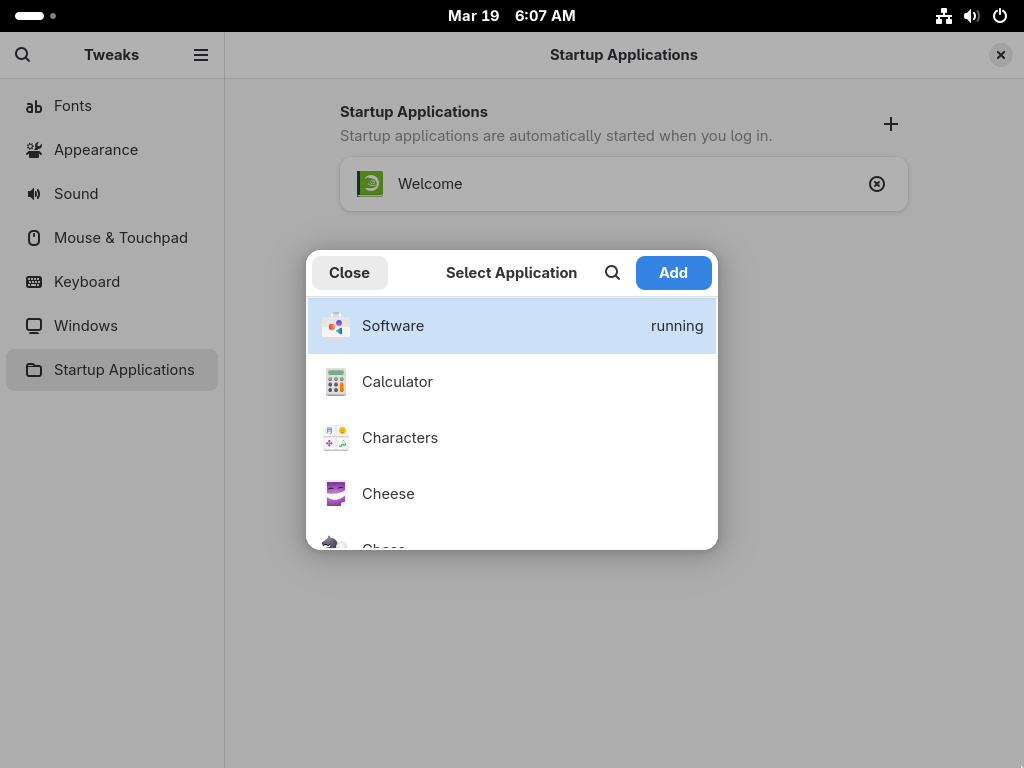 Mar 19 6:07 AM
Tweaks
Startup Applications
Fonts
Appearance
Sound
Mouse & Touchpad
Keyboard
Windows
Startup Applications
Startup Applications
Startup applications are automatically started when you log in.
Welcome
Close
Select Application
Add
Software
running
Calculator
Characters
Cheese